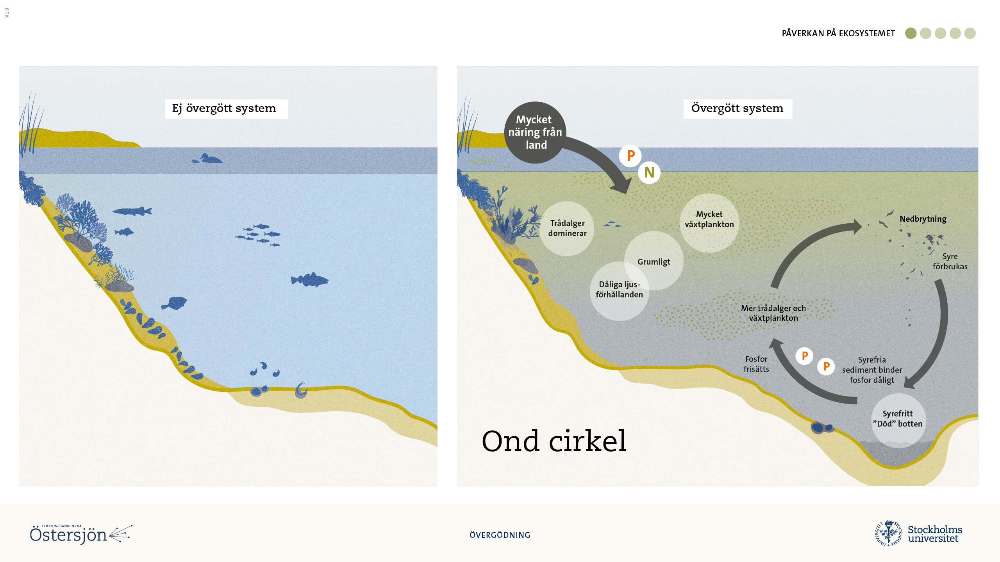 V1.0
PÅVERKAN PÅ EKOSYSTEMET
Ej övergött system
Övergött system
Mycket
näring från
land
P
N
Trådalger
dominerar
Mycket
växtplankton
Grumligt
Dåliga ljus-
förhållanden
Nedbrytning
Syre
förbrukas
Mer trådalger och
växtplankton
Fosfor
frisätts
P
P
Syrefria
sediment binder
fosfor dåligt
Syrefritt
”Död” botten
Ond cirkel
LEKTIONSBANKEN OM
Östersjön
ÖVERGÖDNING
STOCKHOLMS
UNIVERSITET
Stockholms
universitet